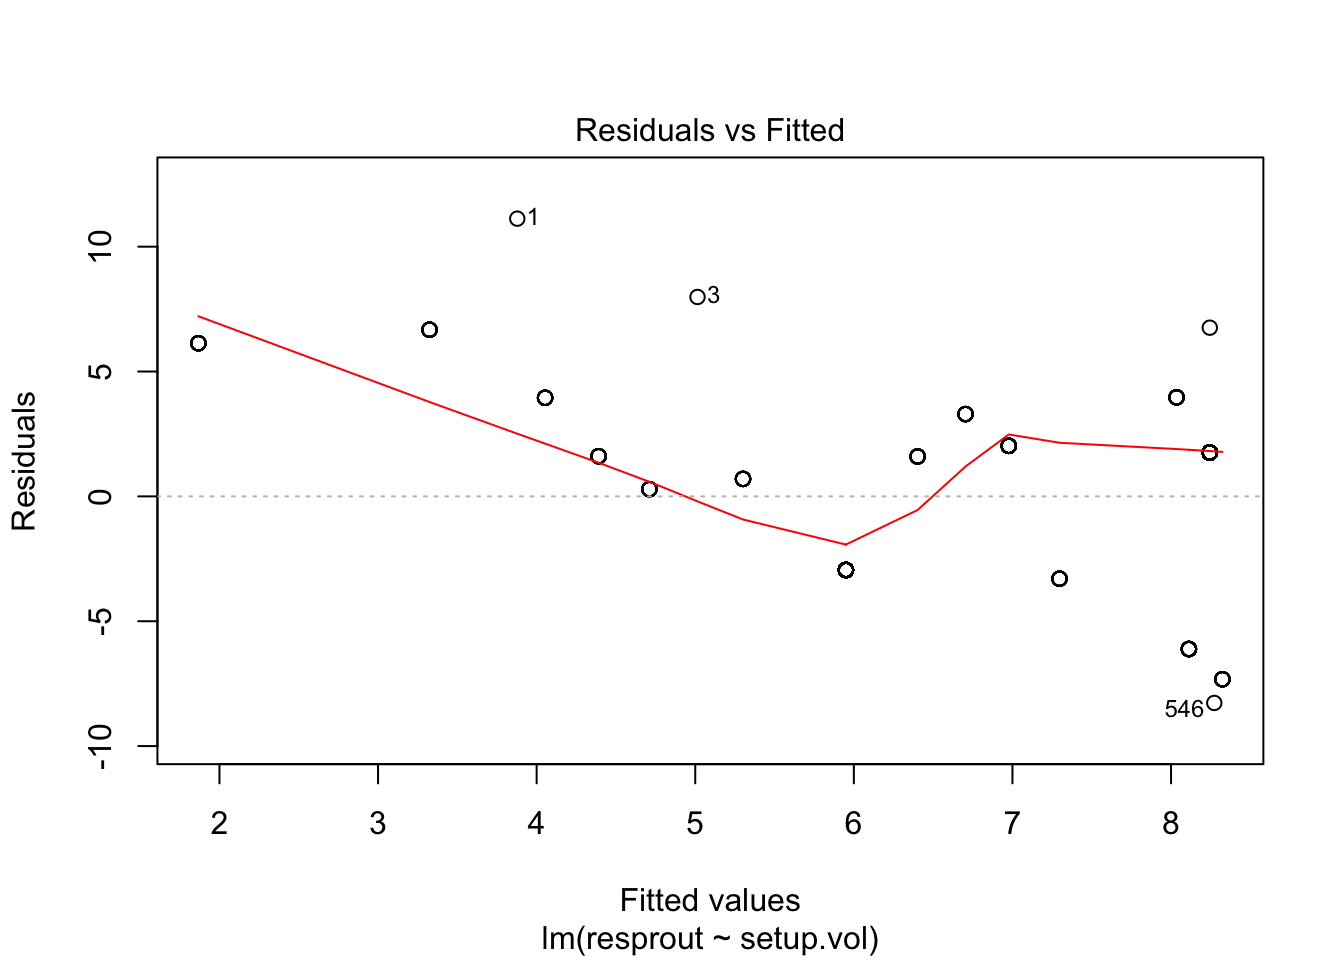 Residuals vs Fitted
Residuals
10
5
0
-5
-10
1
3
546
2 3 4 5 6 7 8
Fitted values
lm(resprout ~ setup.vol)